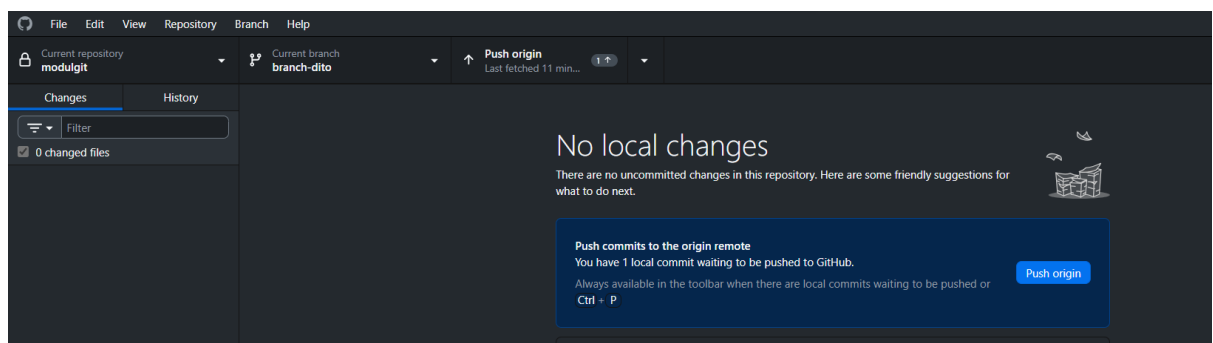 File Edit View Repository Branch Help
Current repository
modulgit
Current branch
branch-dito
Push origin
Last fetched 11 min...
1
Changes History
Filter
0 changed files
No local changes
There are no uncommitted changes in this repository. Here are some friendly suggestions for
what to do next.
Push commits to the origin remote
You have 1 local commit waiting to be pushed to GitHub.
Always available in the toolbar when there are local commits waiting to be pushed or
Ctrl + P
Push origin